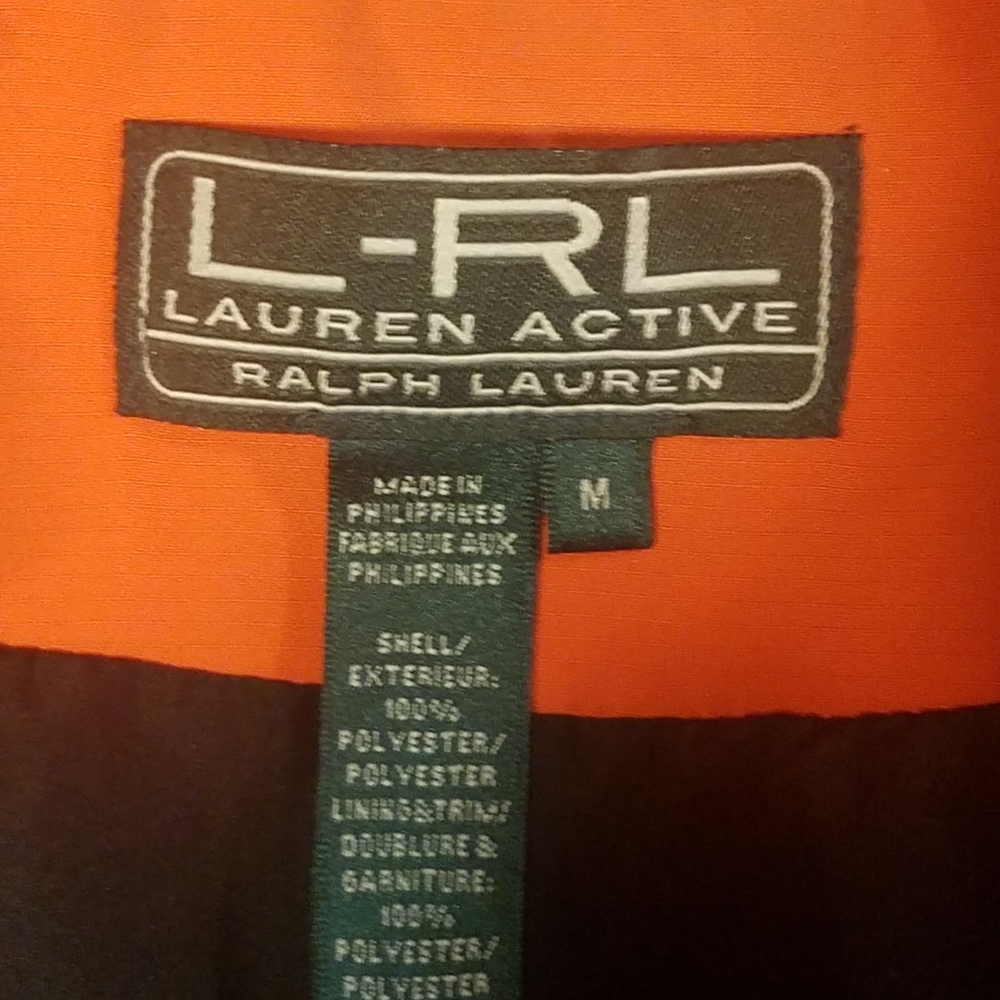 L-RL
LAUREN ACTIVE
RALPH LAUREN
M
MADE IN
PHILIPPINES
FABRIQUE AUX
PHILIPPINES
SHELL/
EXTERIEUR:
100%
POLYESTER/
POLYESTER
LINING&TRIM/
DOUBLURE &
GARNITURE:
100%
POLYESTER/
POLYESTER